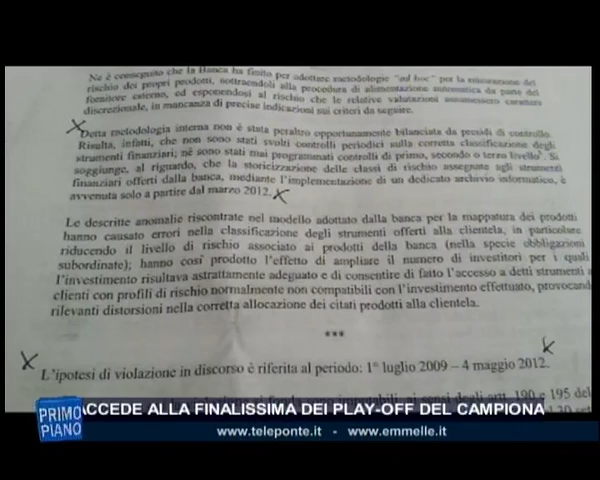 Ne è conseguito che la Banca ha finito per adottare metodologie "ad hoc" per la misurazione del
rischio dei propri prodotti, sottraendoli alla procedura di alimentazione automatica da parte del
fornitore esterno, ed esponendosi al rischio che le relative valutazioni assumessero carattere
discrezionale, in mancanza di precise indicazioni sui criteri da seguire.
Detta metodologia interna non è stata peraltro opportunamente bilanciata da presidi di controllo.
Risulta, infatti, che non sono stati svolti controlli periodici sulla corretta classificazione degli
strumenti finanziari; né sono stati mai programmati controlli di primo, secondo o terzo livello. Si
soggiunge, al riguardo, che la storicizzazione delle classi di rischio assegnate agli strumenti
finanziari offerti dalla banca, mediante l'implementazione di un dedicato archivio informatico, è
avvenuta solo a partire dal marzo 2012.
Le descritte anomalie riscontrate nel modello adottato dalla banca per la mappatura dei prodotti
hanno causato errori nella classificazione degli strumenti offerti alla clientela, in particolare
riducendo il livello di rischio associato ai prodotti della banca (nella specie obbligazioni
subordinate); hanno così prodotto l'effetto di ampliare il numero di investitori per i quali
l'investimento risultava astrattamente adeguato e di consentire di fatto l'accesso a detti strumenti a
clienti con profili di rischio normalmente non compatibili con l'investimento effettuato, provocando
rilevanti distorsioni nella corretta allocazione dei citati prodotti alla clientela.
***
L'ipotesi di violazione in discorso è riferita al periodo: 1° luglio 2009 – 4 maggio 2012.
degli artt. 190 e 195 del
ACCEDE ALLA FINALISSIMA DEI PLAY-OFF DEL CAMPIONA
PRIMO
PIANO
www.teleponte.it - www.emmelle.it